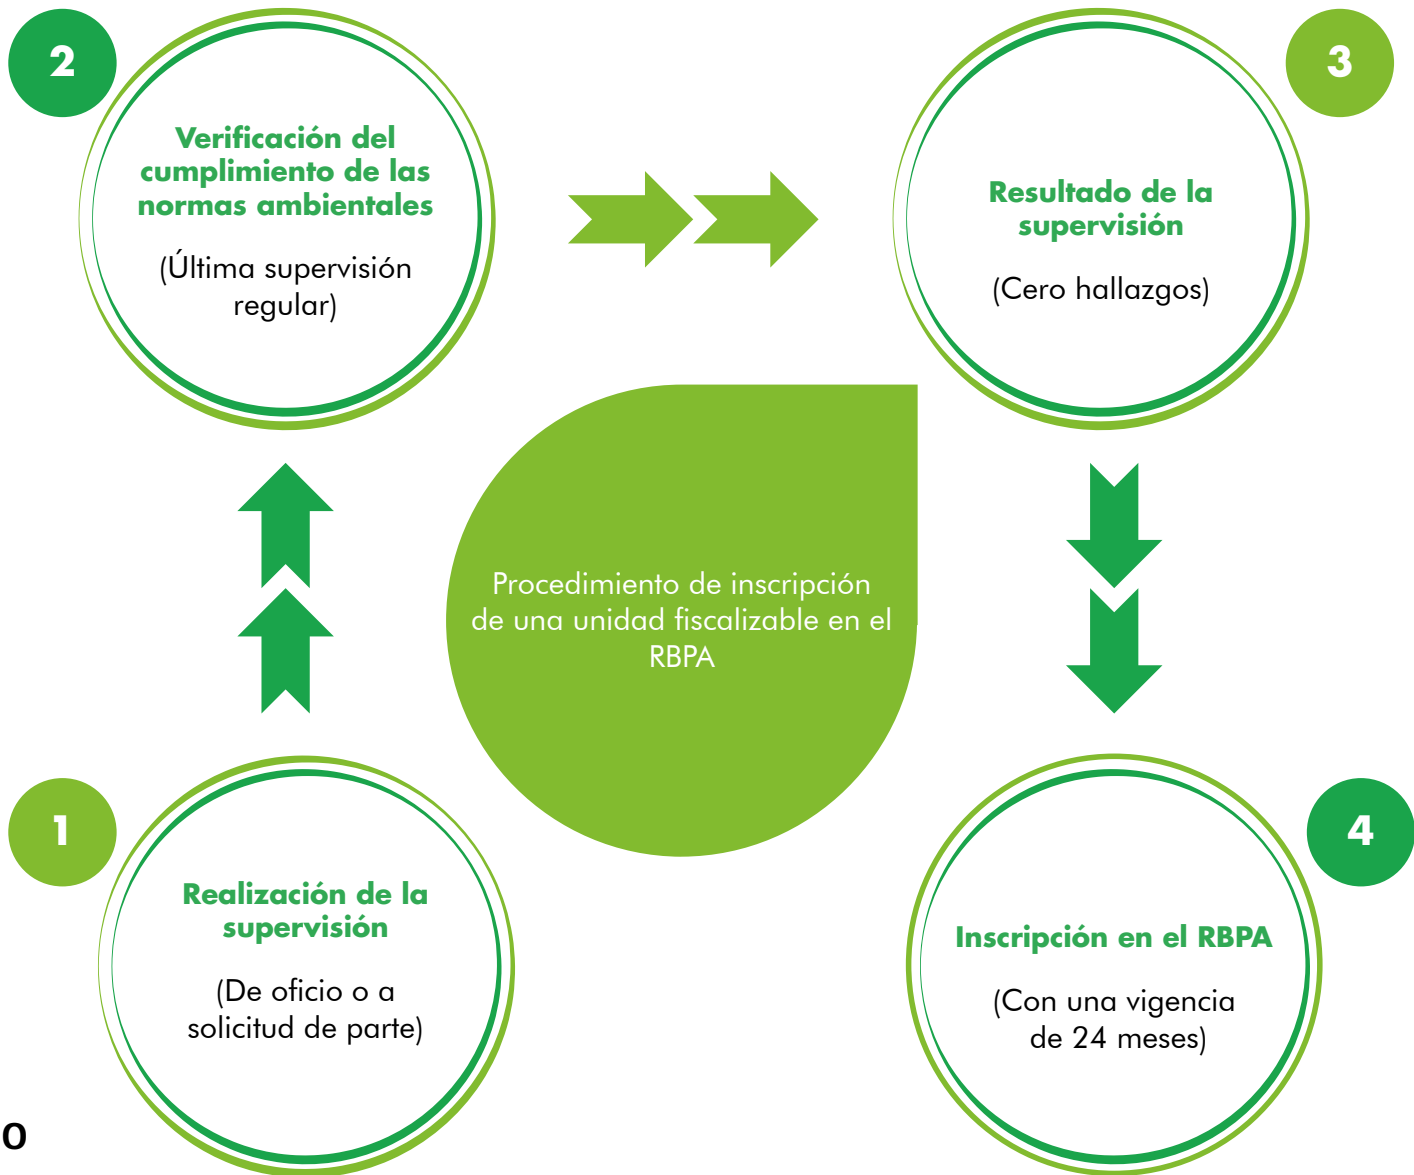 2
Verificación del
cumplimiento de las
normas ambientales
(Última supervisión
regular)
3
Resultado de la
supervisión
(Cero hallazgos)
Procedimiento de inscripción
de una unidad fiscalizable en el
RBPA
1
Realización de la
supervisión
(De oficio o a
solicitud de parte)
4
Inscripción en el RBPA
(Con una vigencia
de 24 meses)
0